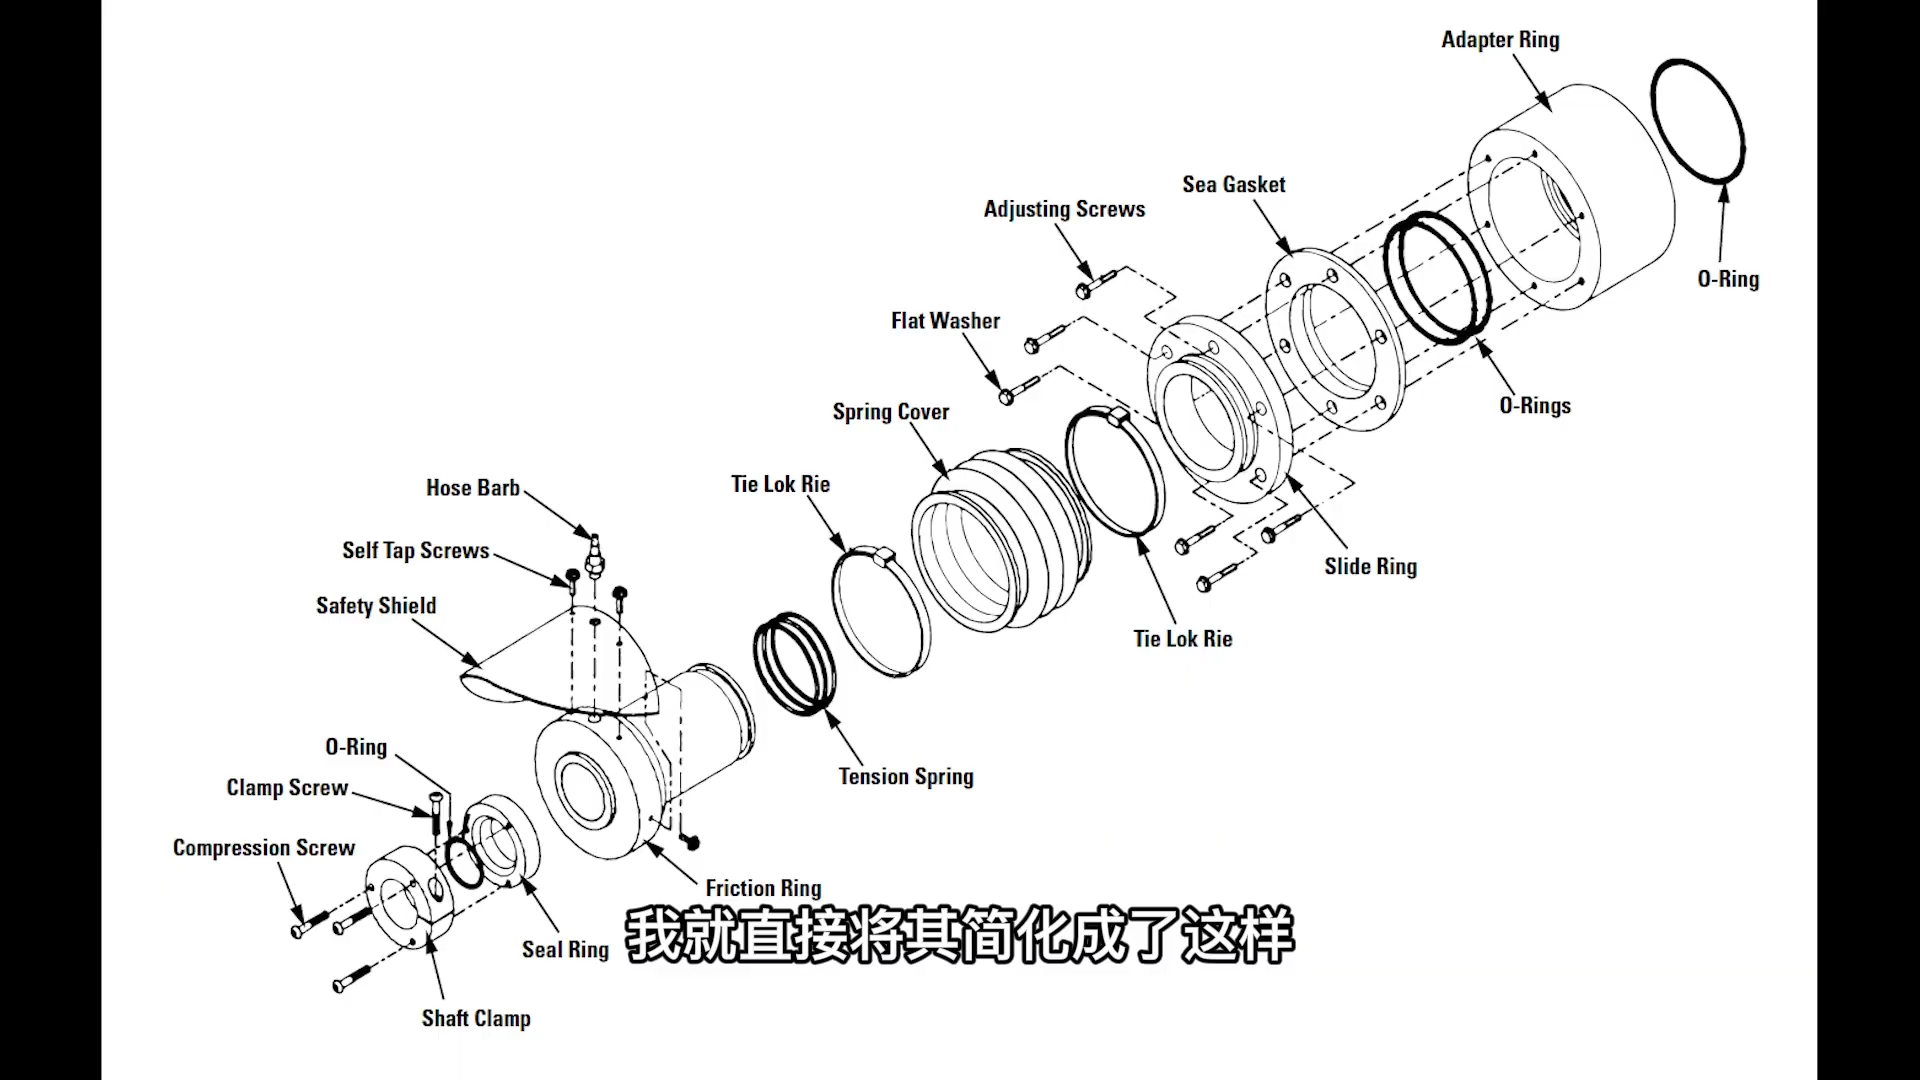 Adapter Ring
Sea Gasket
Adjusting Screws
O-Ring
Flat Washer
O-Rings
Spring Cover
Tie Lok Rie
Hose Barb
Self Tap Screws
Slide Ring
Safety Shield
Tie Lok Rie
O-Ring
Tension Spring
Clamp Screw
Compression Screw
Friction Ring
Seal Ring
我就直接将其简化成了这样
Shaft Clamp